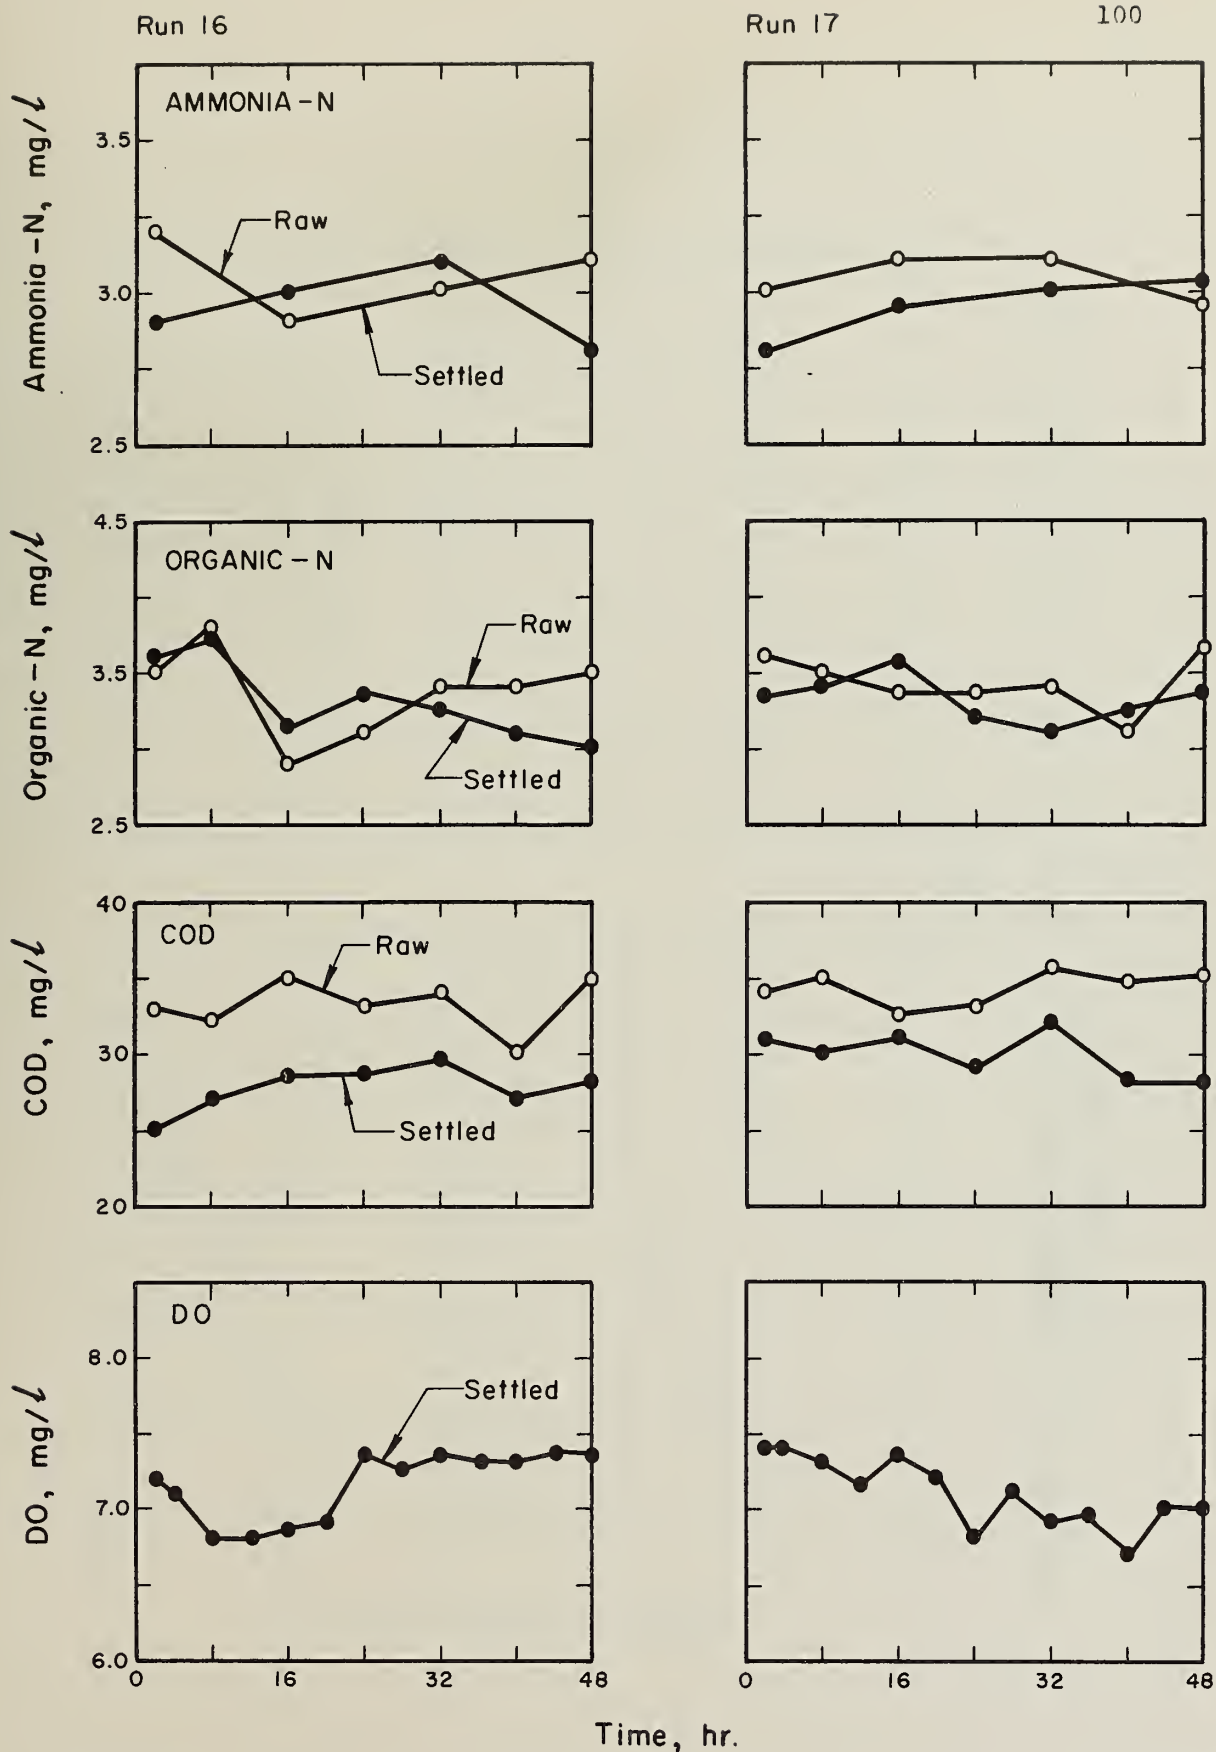 Run 16
Run 17
100
AMMONIA-N
Ammonia-N, mg/l
3.5
3.0
2.5
Raw
Settled
ORGANIC-N
Organic-N, mg/l
4.5
3.5
2.5
Raw
Settled
COD
COD, mg/l
40
30
20
Raw
Settled
DO
DO, mg/l
8.0
7.0
6.0
Settled
0 16 32 48
0 16 32 48
Time, hr.